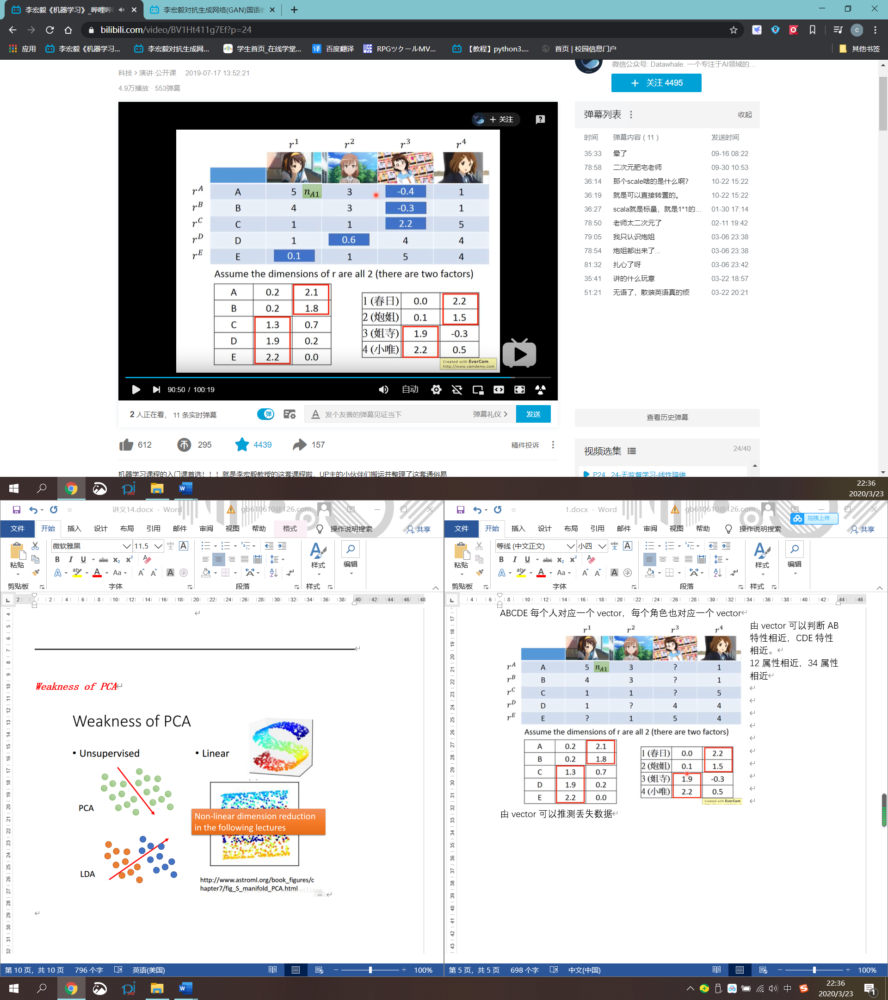 李宏毅《机器学习》_哔哩哔
李宏毅对抗生成网络(GAN)国语
bilibili.com/video/BV1Ht411g7Ef?p=24
应用 李宏毅《机器学习... 李宏毅对抗生成网... 学生首页_在线学堂... 百度翻译 RPGツクールMV... 【教程】python3.... 首页 | 校园信息门户 其他书签
科技 > 演讲·公开课 2019-07-17 13:52:21
4.9万播放 · 553弹幕
微信公众号: Datawhale. 一个专注于AI领域的...
+ 关注 4495
+ 关注
r1 r2 r3 r4
rA A 5 nA1 3 -0.4 1
rB B 4 3 -0.3 1
rC C 1 1 2.2 5
rD D 1 0.6 4 4
rE E 0.1 1 5 4
Assume the dimensions of r are all 2 (there are two factors)
A 0.2 2.1
B 0.2 1.8
C 1.3 0.7
D 1.9 0.2
E 2.2 0.0
1 (春日) 0.0 2.2
2 (炮姐) 0.1 1.5
3 (姐寺) 1.9 -0.3
4 (小唯) 2.2 0.5
Created with EverCam.
http://www.camdemy.com
90:50 / 100:19 自动
2 人正在看， 11 条实时弹幕 弹 发个友善的弹幕见证当下 弹幕礼仪 > 发送
612 295 4439 157 稿件投诉
机器学习课程的入门课首选！！！就是李宏毅教授的这套课程啦，UP主的小伙伴们搬运并整理了这套通俗易
弹幕列表 收起
时间 弹幕内容 ( 11 ) 发送时间
35:33 晕了 09-16 08:22
78:58 二次元肥宅老师 09-30 10:53
36:14 那个scale啥的是什么啊？ 10-22 15:22
36:19 就是可以直接转置的。 10-22 15:22
36:27 scala就是标量，就是1*1的... 01-30 17:14
78:50 老师太二次元了 02-11 19:42
79:05 我只认识炮姐 03-06 23:38
78:54 炮姐都出来了... 03-06 23:38
81:32 扎心了呀 03-06 23:42
35:41 讲的什么玩意 03-22 18:57
51:21 无语了，散装英语真的烦 03-22 20:21
查看历史弹幕
视频选集 24/40
P24 24-无监督学习-线性降维
22:36
2020/3/23
讲义14.docx - Word gb610610@126.com
文件 开始 插入 设计 布局 引用 邮件 审阅 视图 帮助 格式 操作说明搜索 共享
微软雅黑 11.5
粘贴 样式 编辑
剪贴板 字体 段落 样式
Weakness of PCA
Weakness of PCA
• Unsupervised • Linear
PCA
Non-linear dimension reduction
in the following lectures
LDA
http://www.astroml.org/book_figures/c
hapter7/fig_S_manifold_PCA.html
第 10 页，共 10 页 796 个字 英语(美国) 100%
1.docx - Word gb610610@126.com
拖拽上传
文件 开始 插入 设计 布局 引用 邮件 审阅 视图 帮助 操作说明搜索 共享
等线 (中文正文) 小四
粘贴 样式 编辑
剪贴板 字体 段落 样式
ABCDE 每个人对应一个 vector，每个角色也对应一个 vector
r1 r2 r3 r4
rA A 5 nA1 3 ? 1
rB B 4 3 ? 1
rC C 1 1 ? 5
rD D 1 ? 4 4
rE E ? 1 5 4
由 vector 可以判断 AB
特性相近，CDE 特性
相近。
12 属性相近，34 属性
相近
Assume the dimensions of r are all 2 (there are two factors)
A 0.2 2.1
B 0.2 1.8
C 1.3 0.7
D 1.9 0.2
E 2.2 0.0
1 (春日) 0.0 2.2
2 (炮姐) 0.1 1.5
3 (姐寺) 1.9 -0.3
4 (小唯) 2.2 0.5
Created with EverCam.
由 vector 可以推测丢失数据
第 5 页，共 5 页 698 个字 中文(中国) 100%
中 22:36
2020/3/23